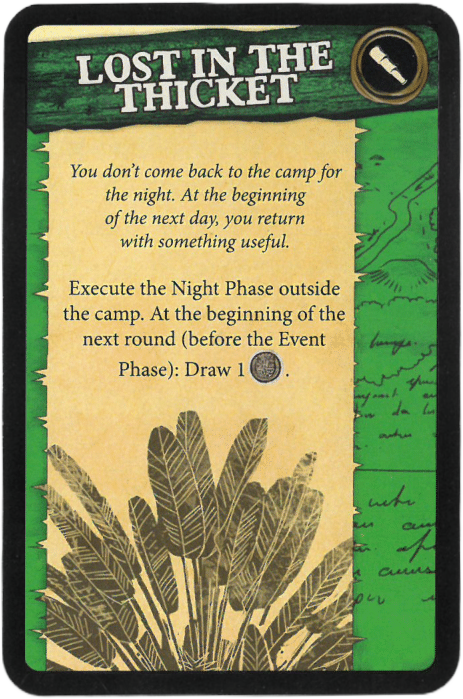 LOST IN THE
THICKET
You don't come back to the camp for
the night. At the beginning
of the next day, you return
with something useful.
Execute the Night Phase outside
the camp. At the beginning of the
next round (before the Event
Phase): Draw 1 .